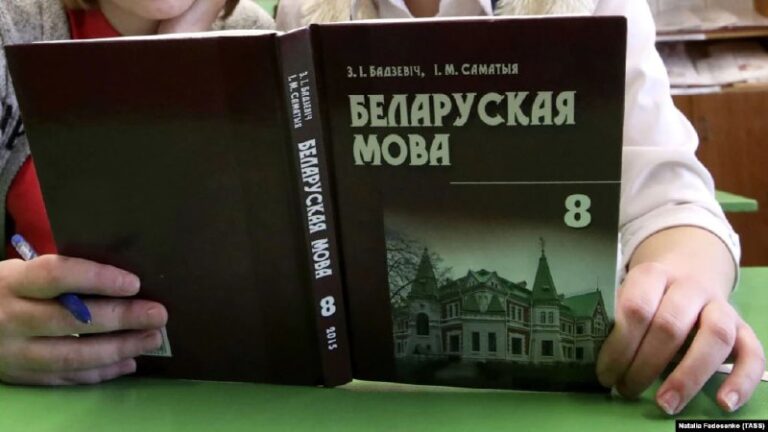 З. І. БАДЗЕВІЧ, І. М. САМАТЫЯ
БЕЛАРУСКАЯ
МОВА
8
З. І. БАДЗЕВІЧ
І. М. САМАТЫЯ
БЕЛАРУСКАЯ МОВА
8
2015
Natalia Fedosenko (TASS)